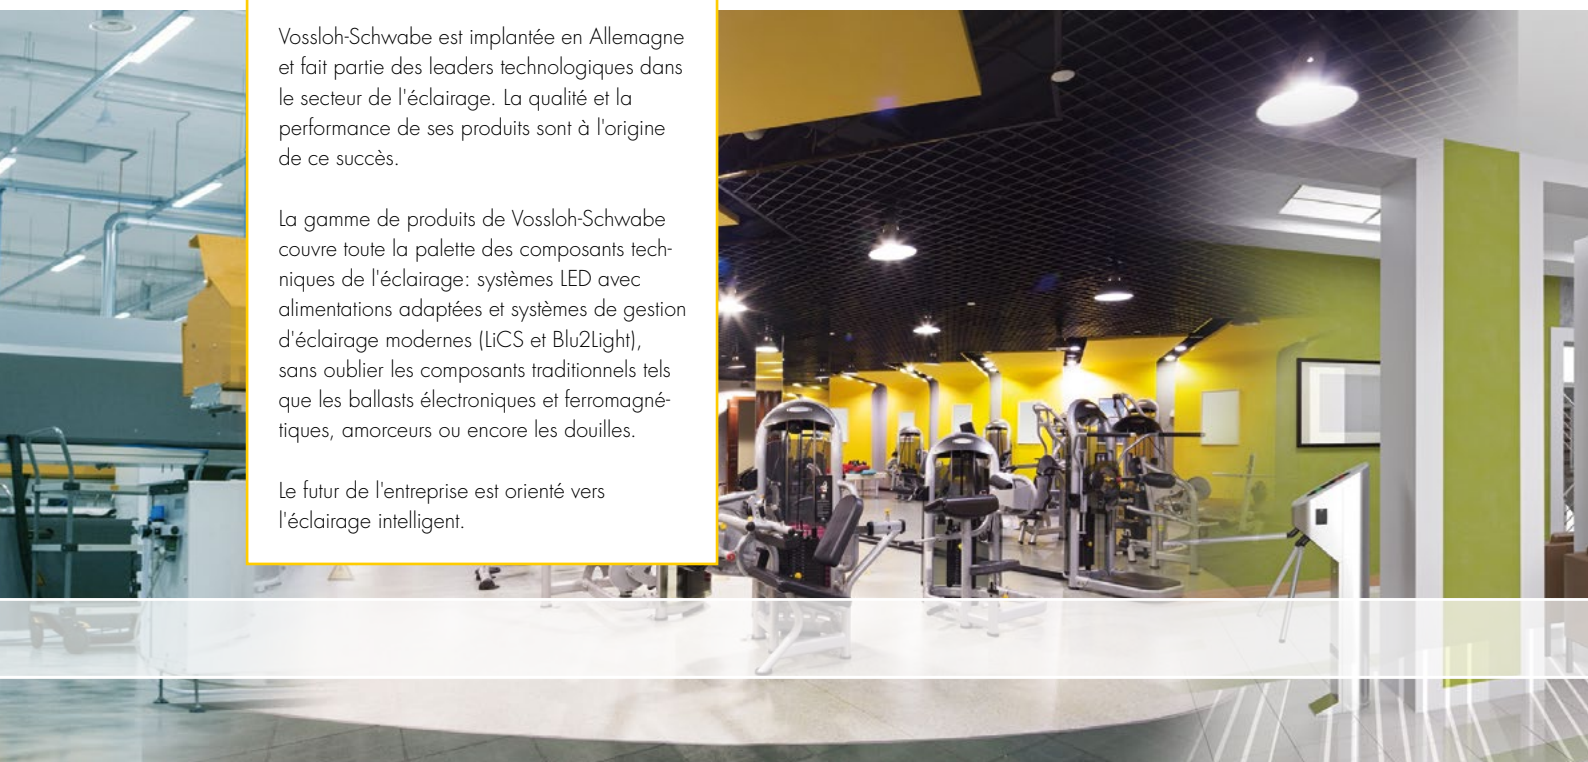 Vossloh-Schwabe est implantée en Allemagne
et fait partie des leaders technologiques dans
le secteur de l'éclairage. La qualité et la
performance de ses produits sont à l'origine
de ce succès.
La gamme de produits de Vossloh-Schwabe
couvre toute la palette des composants tech-
niques de l'éclairage: systèmes LED avec
alimentations adaptées et systèmes de gestion
d'éclairage modernes (LiCS et Blu2Light),
sans oublier les composants traditionnels tels
que les ballasts électroniques et ferromagné-
tiques, amorceurs ou encore les douilles.
Le futur de l'entreprise est orienté vers
l'éclairage intelligent.